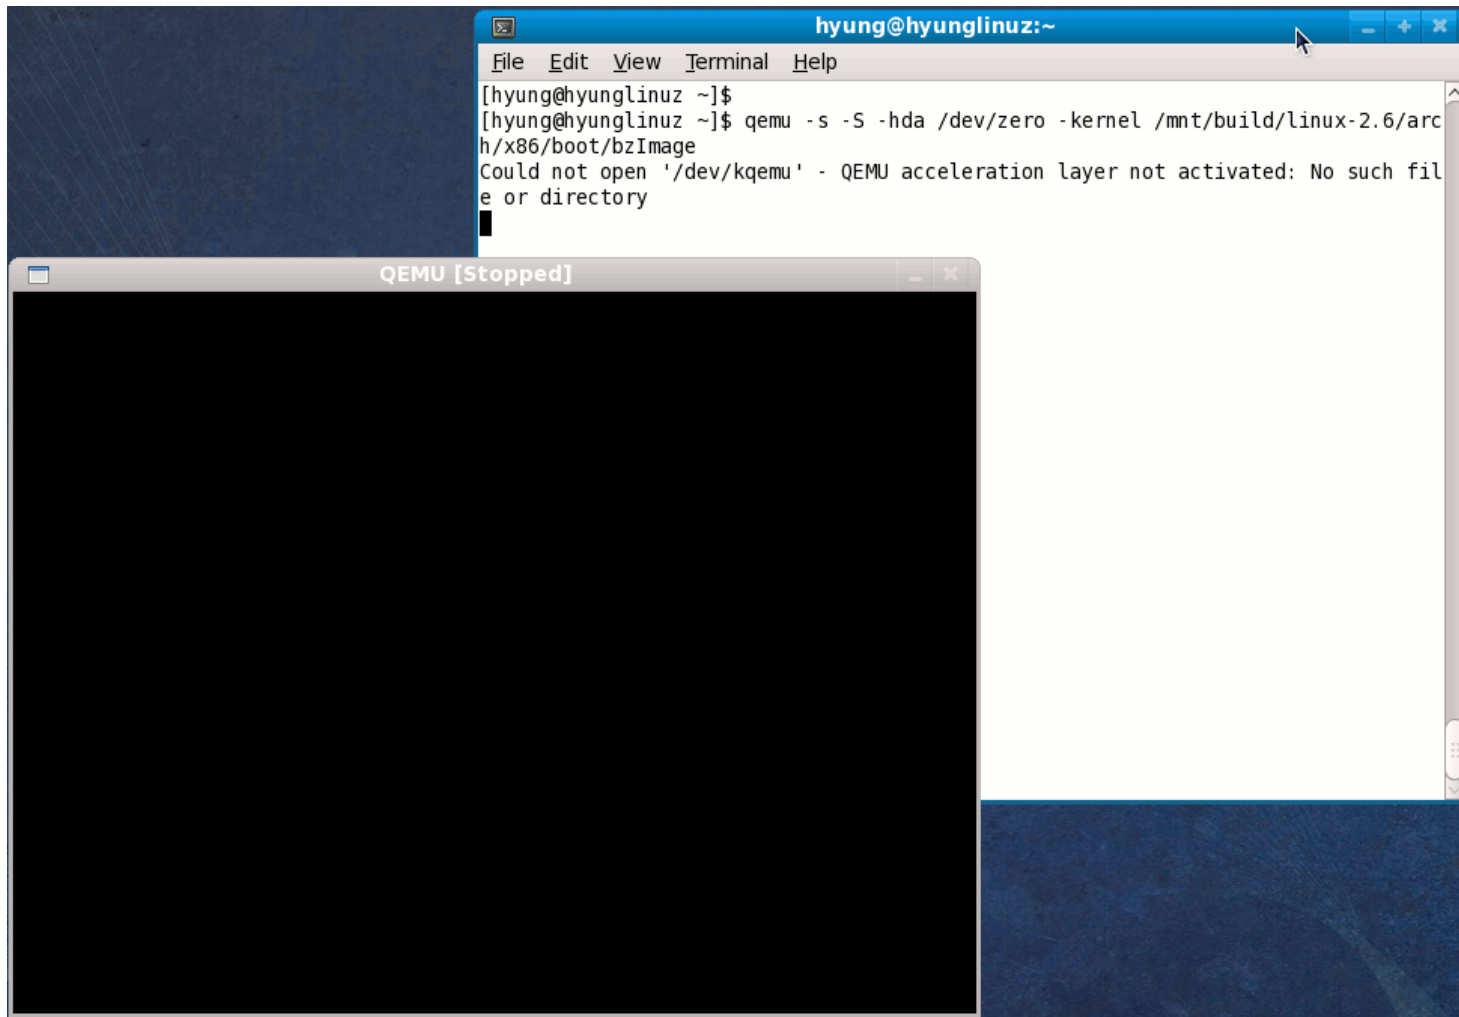 hyung@hyunglinuz:~
File Edit View Terminal Help
[hyung@hyunglinuz ~]$
[hyung@hyunglinuz ~]$ qemu -s -S -hda /dev/zero -kernel /mnt/build/linux-2.6/arc
h/x86/boot/bzImage
Could not open '/dev/kqemu' - QEMU acceleration layer not activated: No such fil
e or directory
QEMU [Stopped]